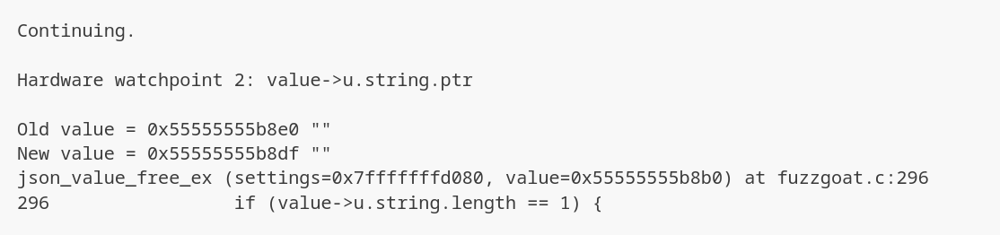 Continuing.
Hardware watchpoint 2: value->u.string.ptr
Old value = 0x55555555b8e0 ""
New value = 0x55555555b8df ""
json_value_free_ex (settings=0x7fffffffd080, value=0x55555555b8b0) at fuzzgoat.c:296
296                 if (value->u.string.length == 1) {